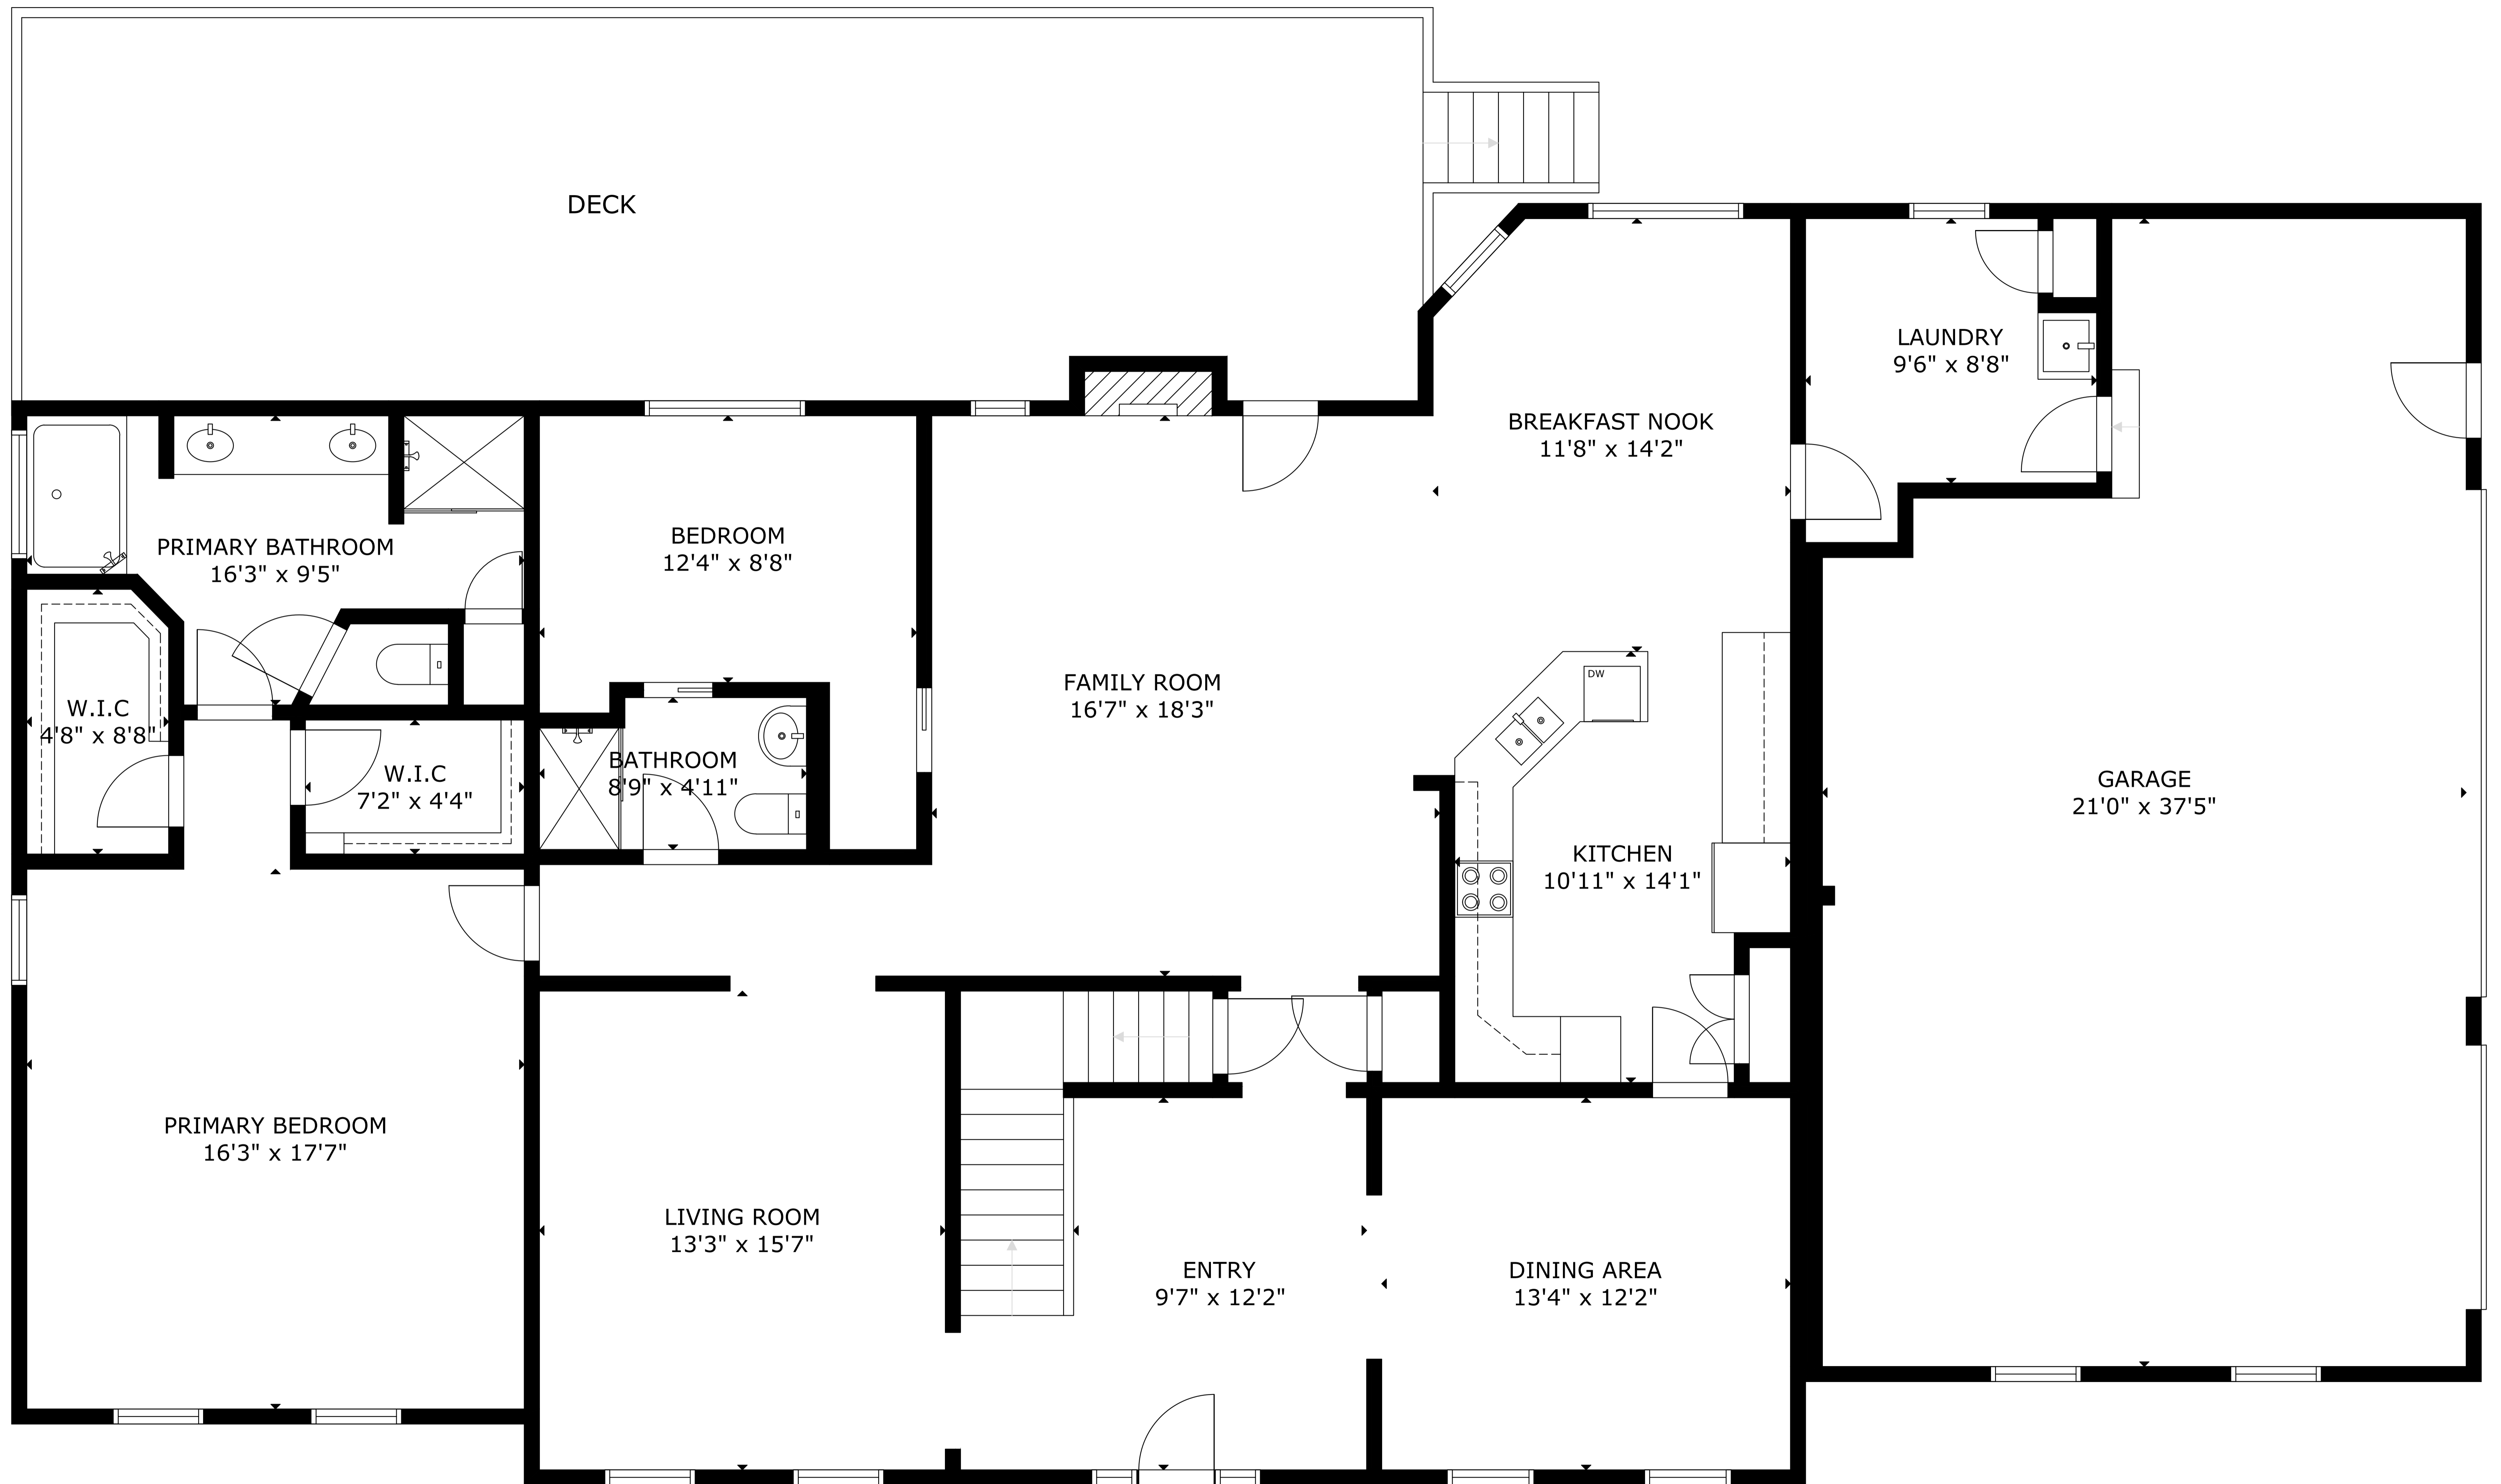 DECK
LAUNDRY
9'6" x 8'8"
BREAKFAST NOOK
11'8" x 14'2"
BEDROOM
12'4" x 8'8"
PRIMARY BATHROOM
16'3" x 9'5"
DW
FAMILY ROOM
16'7" x 18'3"
W.I.C
4'8" x 8'8"
BATHROOM
8'9" x 4'11"
W.I.C
7'2" x 4'4"
GARAGE
21'0" x 37'5"
KITCHEN
10'11" x 14'1"
PRIMARY BEDROOM
16'3" x 17'7"
LIVING ROOM
13'3" x 15'7"
ENTRY
9'7" x 12'2"
DINING AREA
13'4" x 12'2"